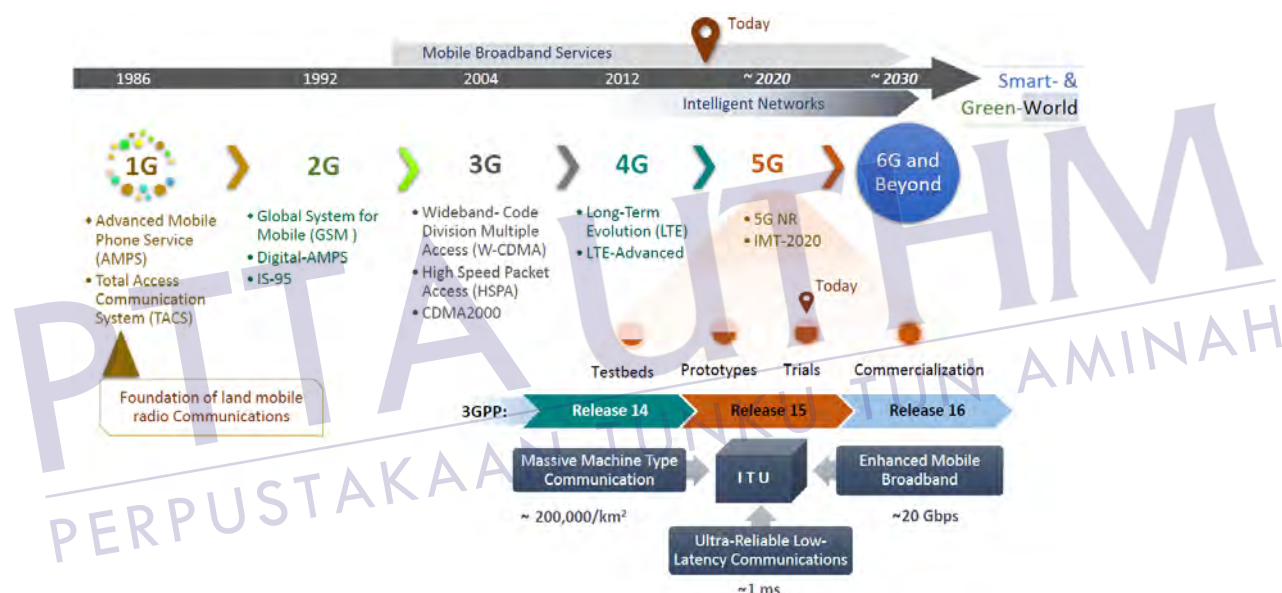 Today
Mobile Broadband Services
1986 1992 2004 2012 ~ 2020 ~ 2030
Intelligent Networks
Smart- &
Green-World
1G
2G
3G
4G
5G
6G and
Beyond
• Advanced Mobile
Phone Service
(AMPS)
• Total Access
Communication
System (TACS)
• Global System for
Mobile (GSM )
• Digital-AMPS
• IS-95
• Wideband- Code
Division Multiple
Access (W-CDMA)
• High Speed Packet
Access (HSPA)
• CDMA2000
• Long-Term
Evolution (LTE)
• LTE-Advanced
• 5G NR
• IMT-2020
Today
Testbeds Prototypes Trials Commercialization
Foundation of land mobile
radio Communications
3GPP: Release 14 Release 15 Release 16
Massive Machine Type
Communication
~ 200,000/km²
ITU
Enhanced Mobile
Broadband
~20 Gbps
Ultra-Reliable Low-
Latency Communications
~1 ms
PTTA UTHM
PERPUSTAKAAN TUNKU TUN AMINAH